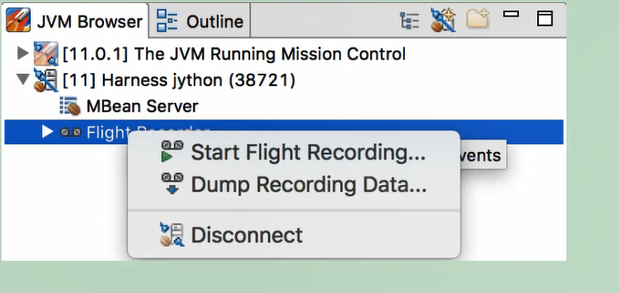 JVM Browser
Outline
[11.0.1] The JVM Running Mission Control
[11] Harness jython (38721)
MBean Server
Flight Recorder
Start Flight Recording...
vents
Dump Recording Data...
Disconnect